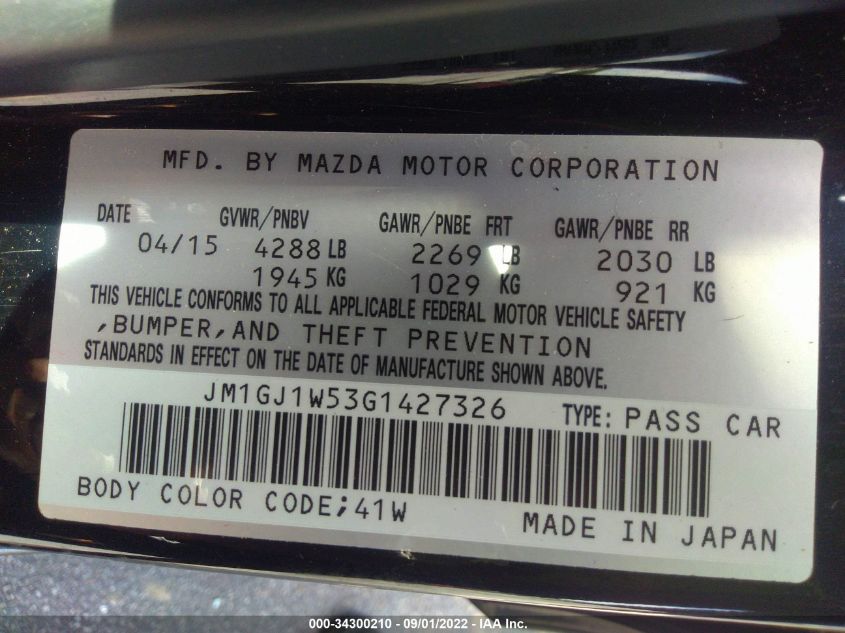 MFD. BY MAZDA MOTOR CORPORATION
DATE GVWR/PNBV GAWR/PNBE FRT GAWR/PNBE RR
04/15 4288 LB 2269 LB 2030 LB
1945 KG 1029 KG 921 KG
THIS VEHICLE CONFORMS TO ALL APPLICABLE FEDERAL MOTOR VEHICLE SAFETY
,BUMPER,AND THEFT PREVENTION
STANDARDS IN EFFECT ON THE DATE OF MANUFACTURE SHOWN ABOVE.
JM1GJ1W53G1427326 TYPE: PASS CAR
BODY COLOR CODE;41W
MADE IN JAPAN
000-34300210 - 09/01/2022 - IAA Inc.